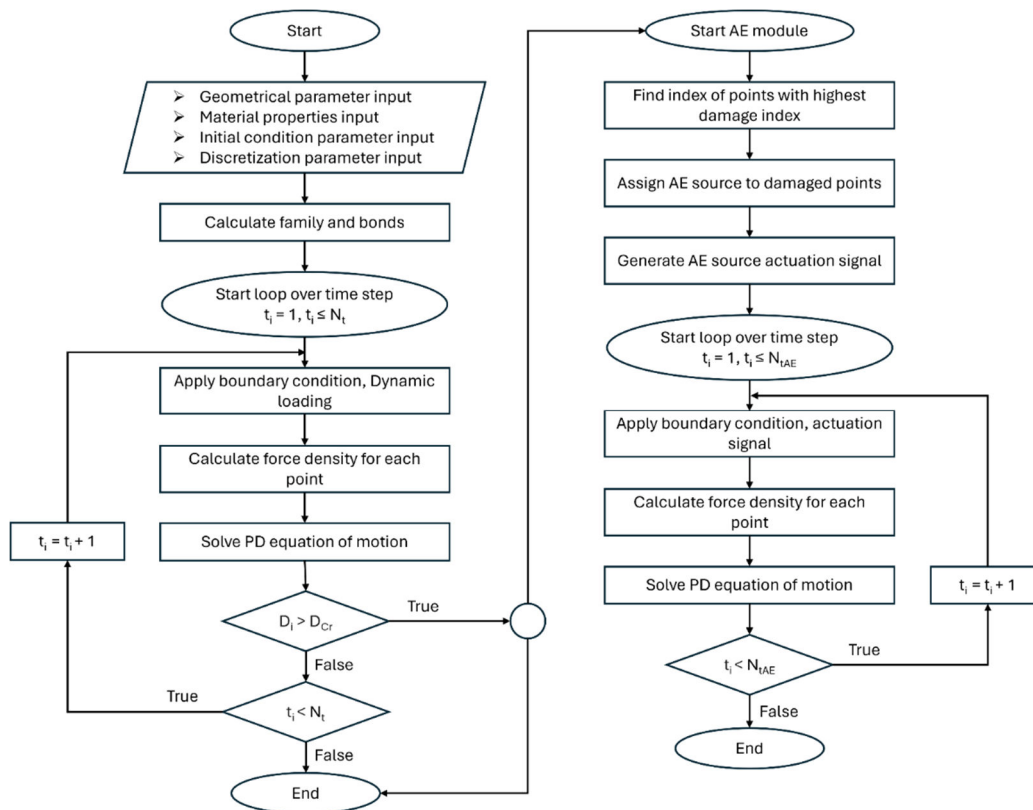 Start
➢ Geometrical parameter input
➢ Material properties input
➢ Initial condition parameter input
➢ Discretization parameter input
Calculate family and bonds
Start loop over time step
tᵢ = 1, tᵢ ≤ Nₜ
Apply boundary condition, Dynamic
loading
Calculate force density for each
point
tᵢ = tᵢ + 1
Solve PD equation of motion
Dᵢ > D_Cr
True
False
True
tᵢ < Nₜ
False
End
Start AE module
Find index of points with highest
damage index
Assign AE source to damaged points
Generate AE source actuation signal
Start loop over time step
tᵢ = 1, tᵢ ≤ N_tAE
Apply boundary condition, actuation
signal
Calculate force density for each
point
Solve PD equation of motion
tᵢ = tᵢ + 1
True
tᵢ < N_tAE
False
End